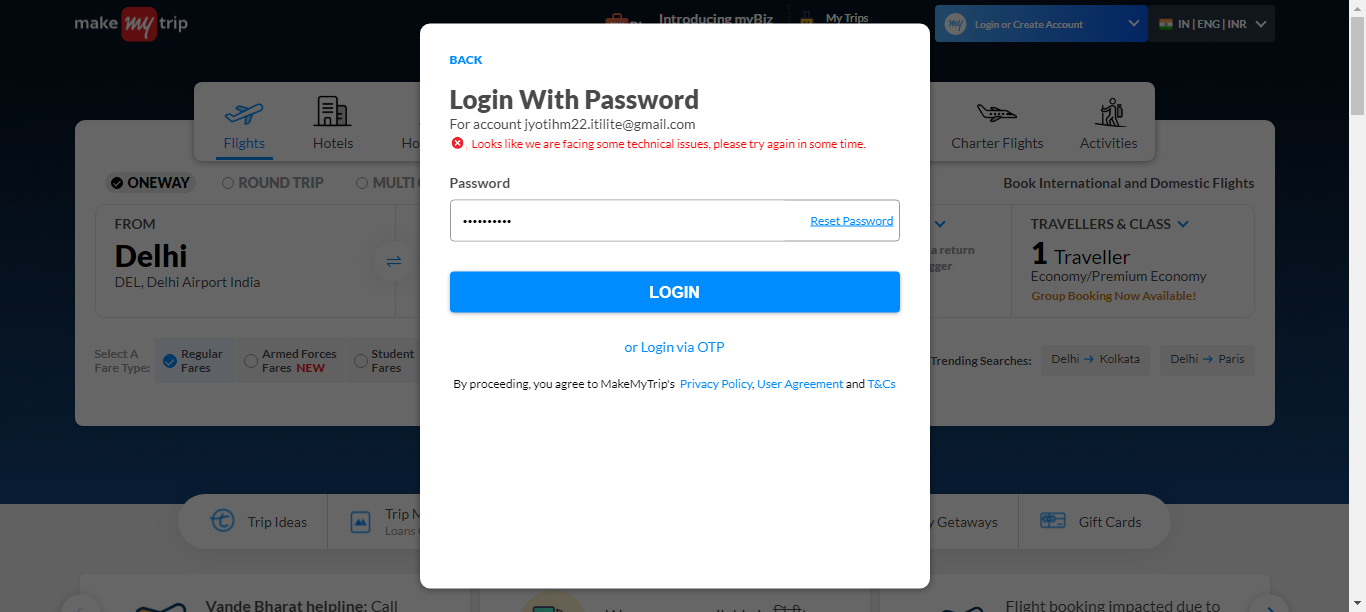 make my trip
Introducing myBiz
My Trips
my Login or Create Account
IN | ENG | INR
BACK
Login With Password
For account jyotihm22.itilite@gmail.com
Looks like we are facing some technical issues, please try again in some time.
Password
••••••••••
Reset Password
LOGIN
or Login via OTP
By proceeding, you agree to MakeMyTrip's Privacy Policy, User Agreement and T&Cs
Flights
Hotels
Ho
Charter Flights
Activities
ONEWAY
ROUND TRIP
MULTI
Book International and Domestic Flights
FROM
Delhi
DEL, Delhi Airport India
a return
gger
TRAVELLERS & CLASS
1 Traveller
Economy/Premium Economy
Group Booking Now Available!
Select A
Fare Type:
Regular
Fares
Armed Forces
Fares NEW
Student
Fares
Trending Searches:
Delhi → Kolkata
Delhi → Paris
Trip Ideas
Trip M
Loans
y Getaways
Gift Cards
Vande Bharat helpline: Call
Flight booking impacted due to